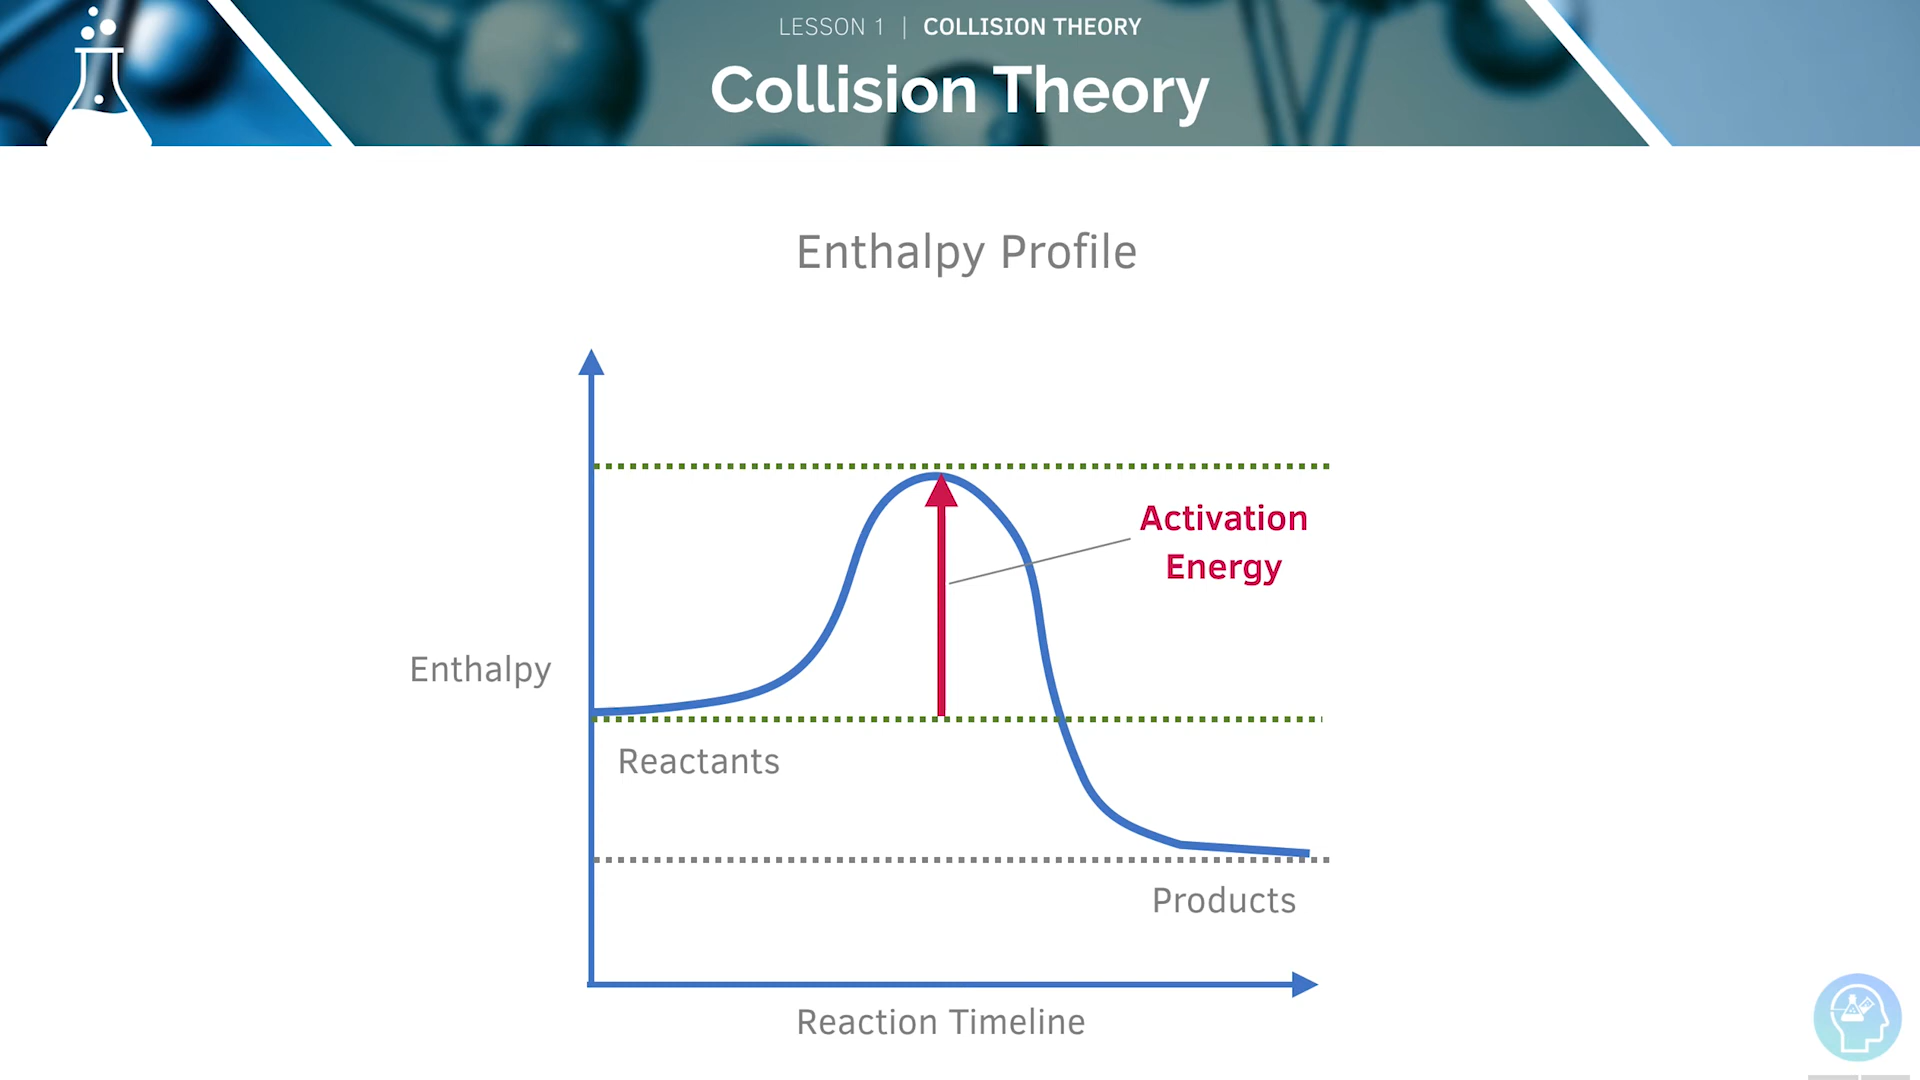 LESSON 1 | COLLISION THEORY
Collision Theory
Enthalpy Profile
Activation
Energy
Enthalpy
Reactants
Products
Reaction Timeline